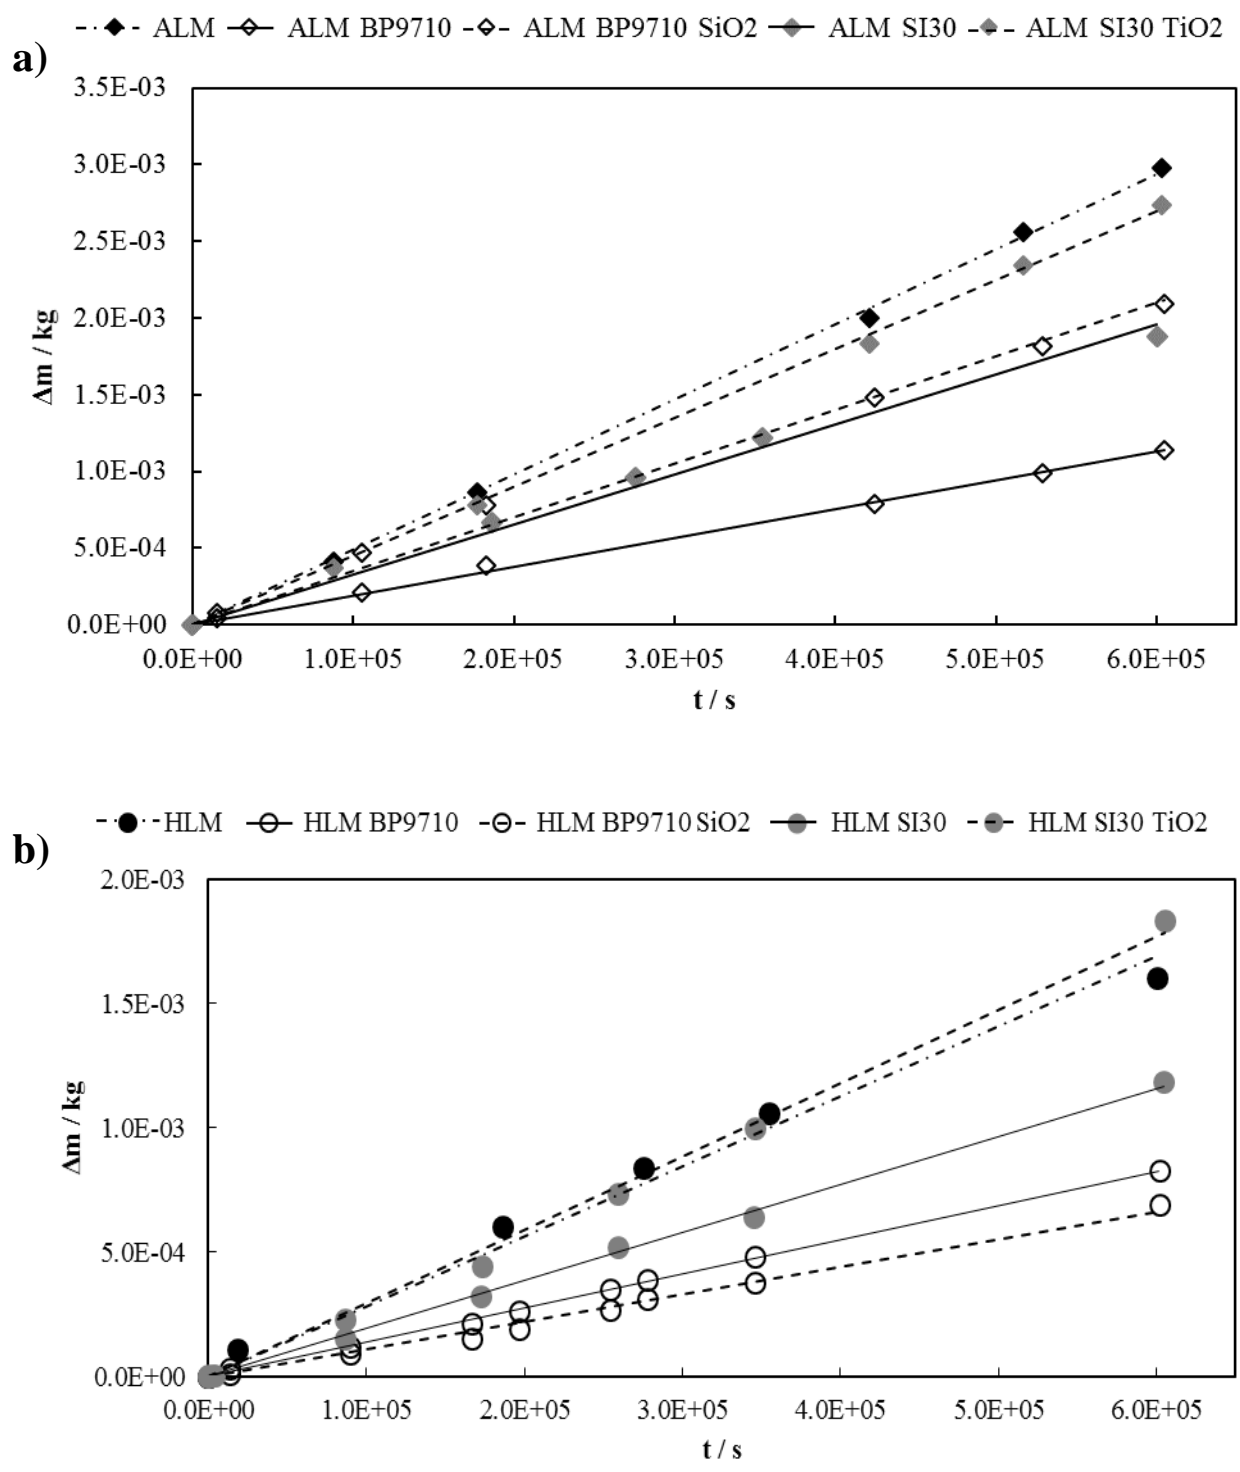 ALM ALM BP9710 ALM BP9710 SiO2 ALM SI30 ALM SI30 TiO2
a)
3.5E-03
3.0E-03
2.5E-03
2.0E-03
1.5E-03
1.0E-03
5.0E-04
0.0E+00
Δm / kg
0.0E+00 1.0E+05 2.0E+05 3.0E+05 4.0E+05 5.0E+05 6.0E+05
t / s
HLM HLM BP9710 HLM BP9710 SiO2 HLM SI30 HLM SI30 TiO2
b)
2.0E-03
1.5E-03
1.0E-03
5.0E-04
0.0E+00
Δm / kg
0.0E+00 1.0E+05 2.0E+05 3.0E+05 4.0E+05 5.0E+05 6.0E+05
t / s